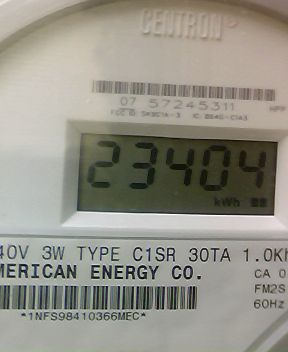 CENTRON
07 57245311
23404
kWh
40V 3W TYPE C1SR 30TA 1.0Kh
MERICAN ENERGY CO.
CA 0
FM2S
60Hz
*1NFS98410366MEC*